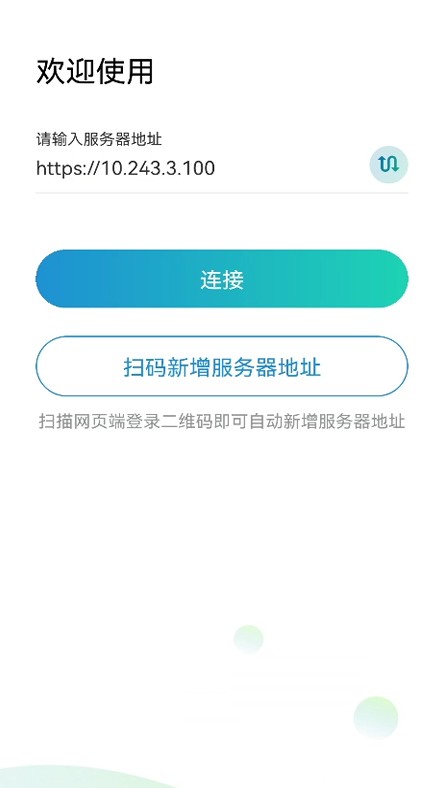 欢迎使用
请输入服务器地址
https://10.243.3.100
连接
扫码新增服务器地址
扫描网页端登录二维码即可自动新增服务器地址